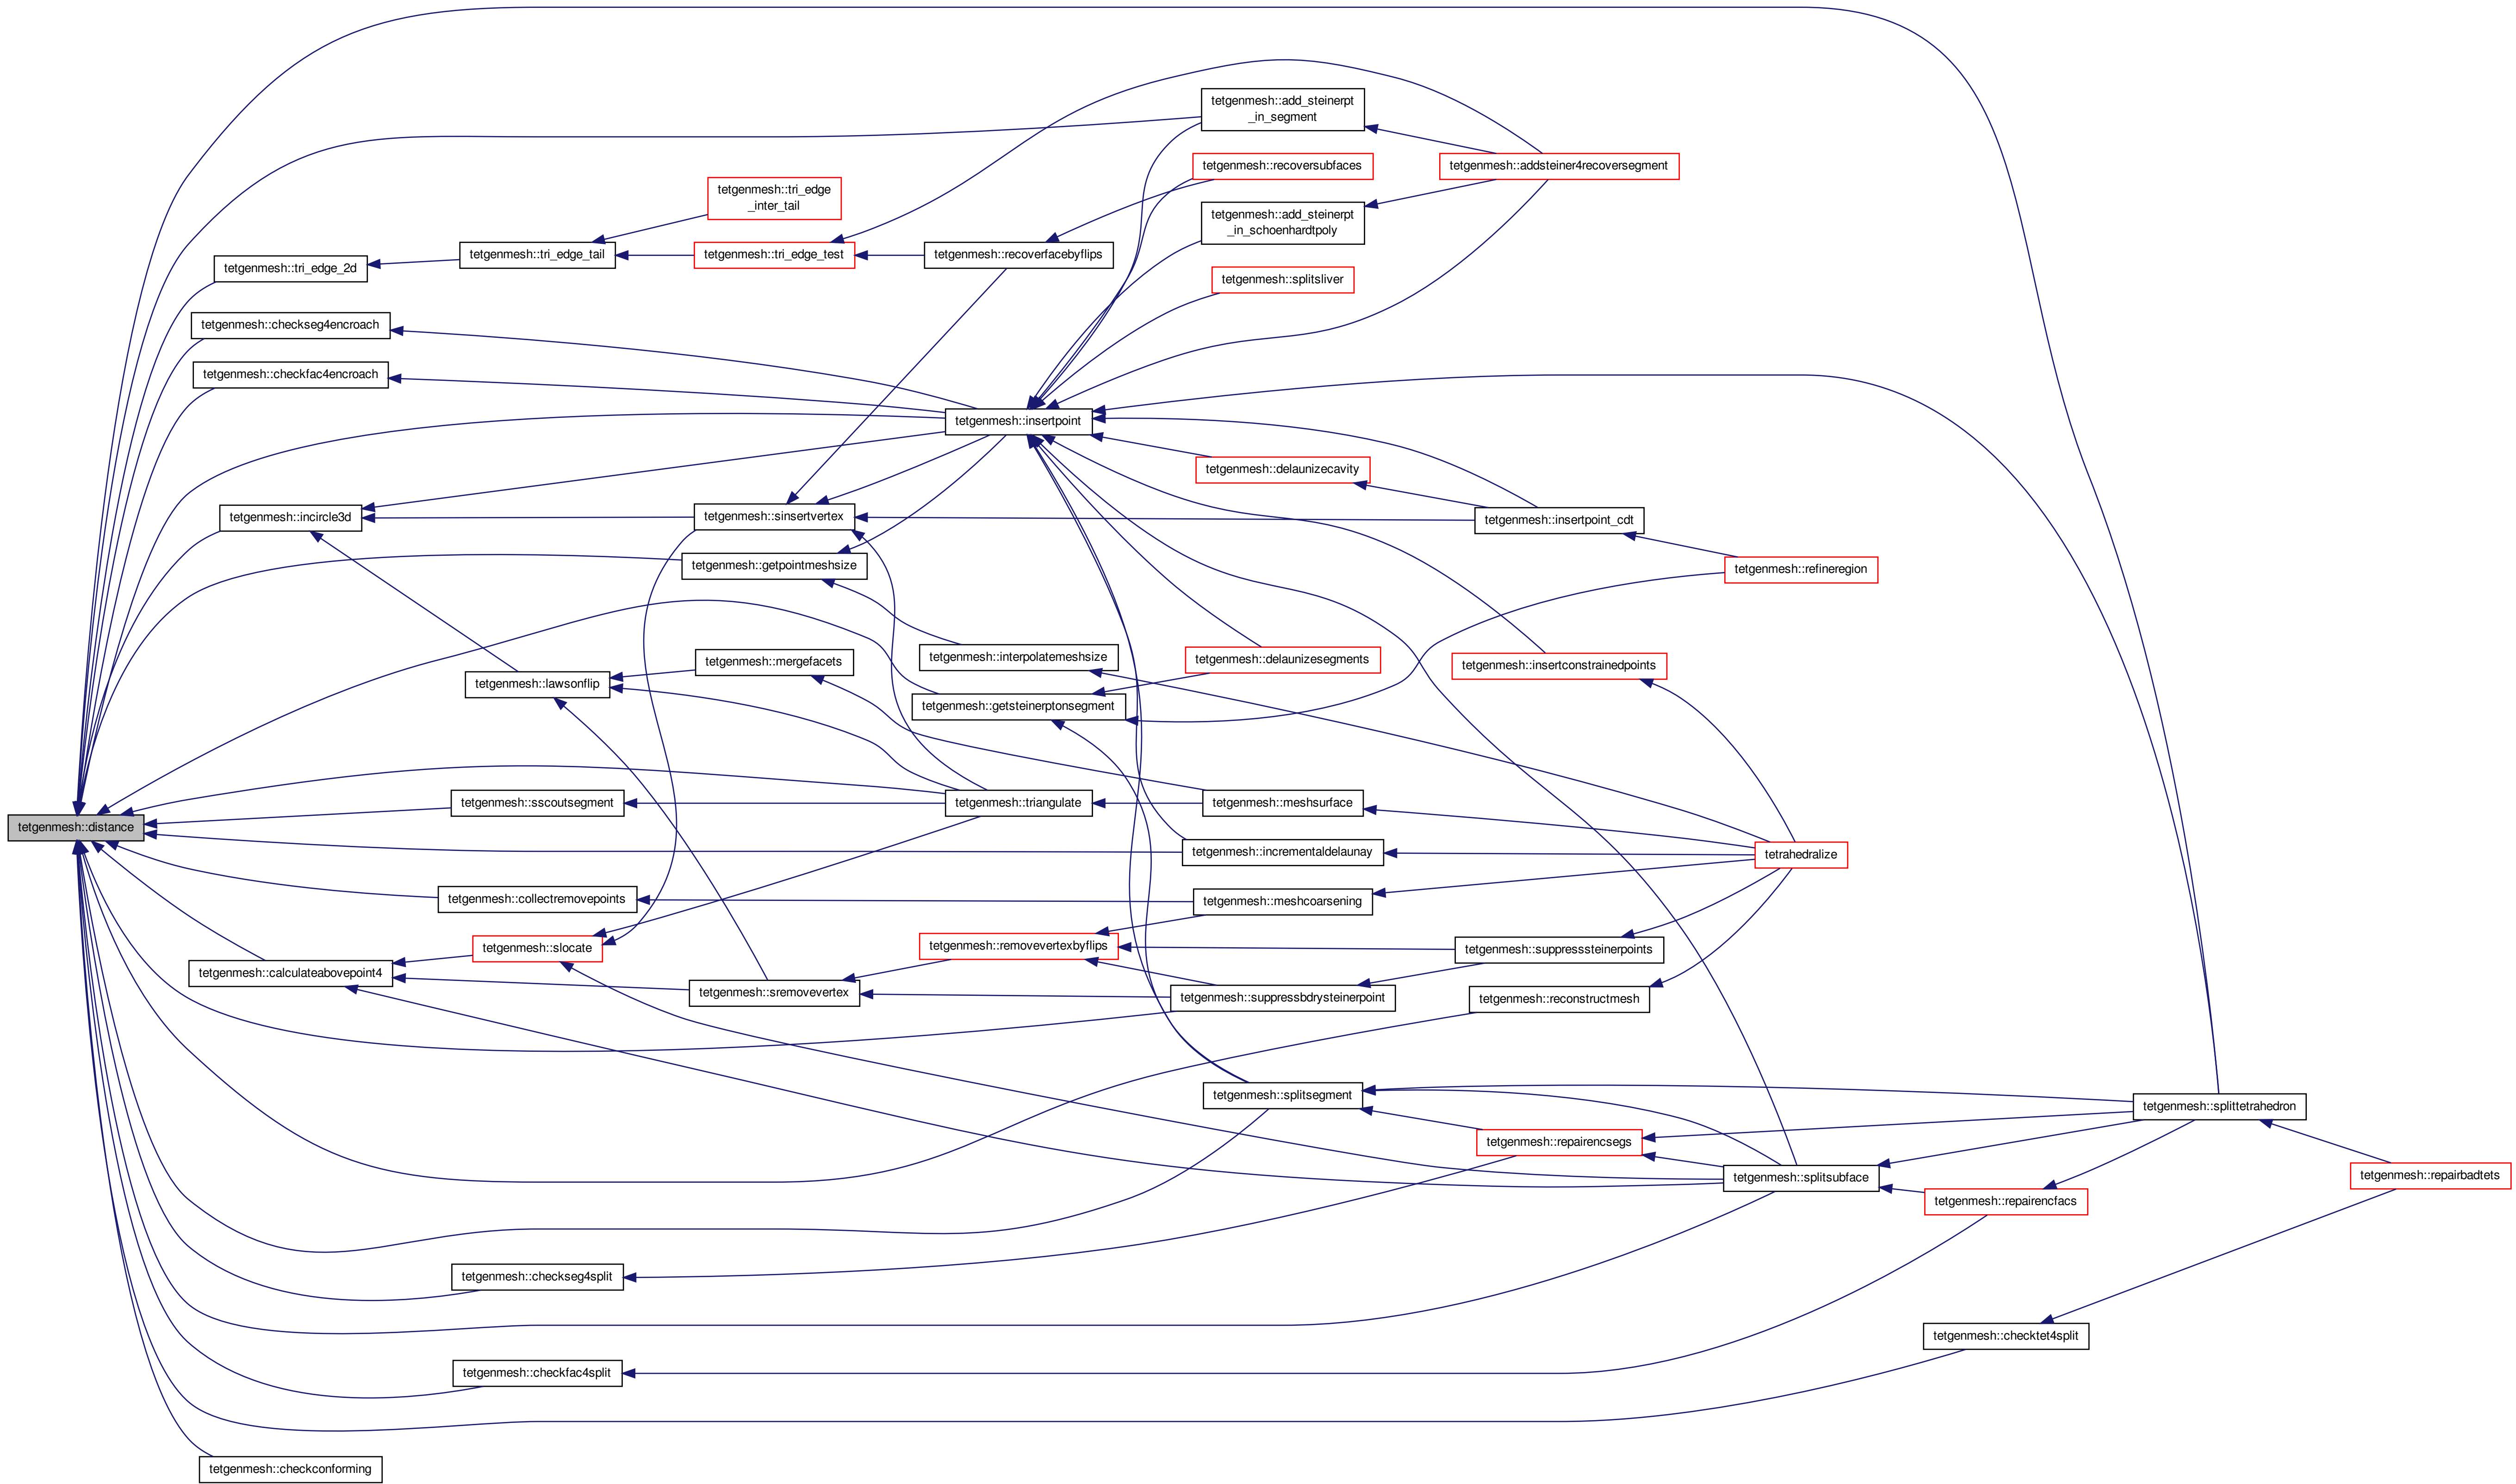 tetgenmesh::add_steinerpt
_in_segment
tetgenmesh::recoversubfaces
tetgenmesh::addsteiner4recoversegment
tetgenmesh::tri_edge
_inter_tail
tetgenmesh::add_steinerpt
_in_schoenhardtpoly
tetgenmesh::tri_edge_2d
tetgenmesh::tri_edge_tail
tetgenmesh::tri_edge_test
tetgenmesh::recoverfacebyflips
tetgenmesh::splitsliver
tetgenmesh::checkseg4encroach
tetgenmesh::checkfac4encroach
tetgenmesh::insertpoint
tetgenmesh::delaunizecavity
tetgenmesh::incircle3d
tetgenmesh::sinsertvertex
tetgenmesh::insertpoint_cdt
tetgenmesh::getpointmeshsize
tetgenmesh::refineregion
tetgenmesh::interpolatemeshsize
tetgenmesh::delaunizesegments
tetgenmesh::insertconstrainedpoints
tetgenmesh::mergefacets
tetgenmesh::lawsonflip
tetgenmesh::getsteinerptonsegment
tetgenmesh::distance
tetgenmesh::sscoutsegment
tetgenmesh::triangulate
tetgenmesh::meshsurface
tetgenmesh::incrementaldelaunay
tetrahedralize
tetgenmesh::collectremovepoints
tetgenmesh::meshcoarsening
tetgenmesh::slocate
tetgenmesh::removevertexbyflips
tetgenmesh::suppresssteinerpoints
tetgenmesh::calculateabovepoint4
tetgenmesh::sremovevertex
tetgenmesh::suppressbdrysteinerpoint
tetgenmesh::reconstructmesh
tetgenmesh::splitsegment
tetgenmesh::splittetrahedron
tetgenmesh::repairencsegs
tetgenmesh::splitsubface
tetgenmesh::repairbadtets
tetgenmesh::repairencfacs
tetgenmesh::checkseg4split
tetgenmesh::checktet4split
tetgenmesh::checkfac4split
tetgenmesh::checkconforming